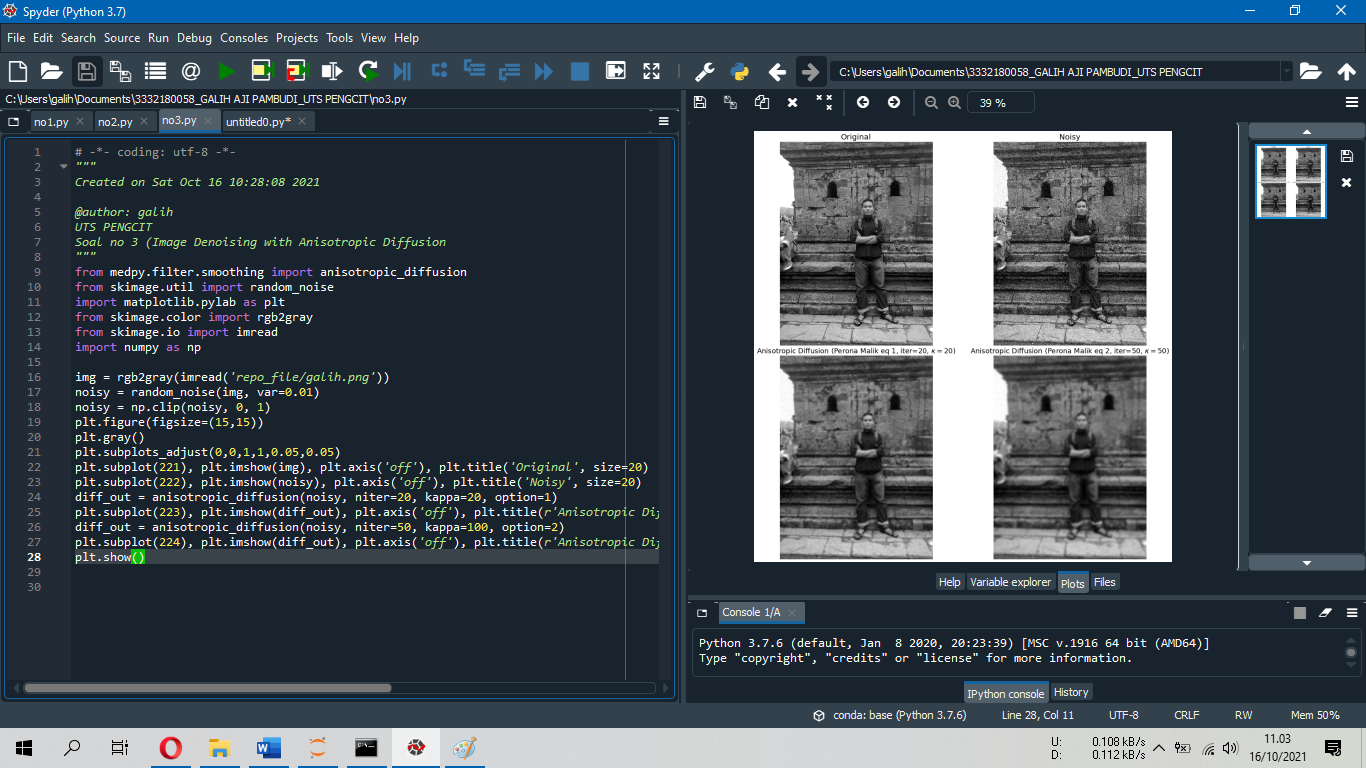 Spyder (Python 3.7)
File Edit Search Source Run Debug Consoles Projects Tools View Help
C:\Users\galih\Documents\3332180058_GALIH AJI PAMBUDI_UTS PENGCIT
C:\Users\galih\Documents\3332180058_GALIH AJI PAMBUDI_UTS PENGCIT\no3.py
no1.py no2.py no3.py untitled0.py*
1 # -*- coding: utf-8 -*-
2 """
3 Created on Sat Oct 16 10:28:08 2021
4
5 @author: galih
6 UTS PENGCIT
7 Soal no 3 (Image Denoising with Anisotropic Diffusion
8 """
9 from medpy.filter.smoothing import anisotropic_diffusion
10 from skimage.util import random_noise
11 import matplotlib.pylab as plt
12 from skimage.color import rgb2gray
13 from skimage.io import imread
14 import numpy as np
15
16 img = rgb2gray(imread('repo_file/galih.png'))
17 noisy = random_noise(img, var=0.01)
18 noisy = np.clip(noisy, 0, 1)
19 plt.figure(figsize=(15,15))
20 plt.gray()
21 plt.subplots_adjust(0,0,1,1,0.05,0.05)
22 plt.subplot(221), plt.imshow(img), plt.axis('off'), plt.title('Original', size=20)
23 plt.subplot(222), plt.imshow(noisy), plt.axis('off'), plt.title('Noisy', size=20)
24 diff_out = anisotropic_diffusion(noisy, niter=20, kappa=20, option=1)
25 plt.subplot(223), plt.imshow(diff_out), plt.axis('off'), plt.title(r'Anisotropic Dif
26 diff_out = anisotropic_diffusion(noisy, niter=50, kappa=100, option=2)
27 plt.subplot(224), plt.imshow(diff_out), plt.axis('off'), plt.title(r'Anisotropic Dif
28 plt.show()
29
30
39 %
Original Noisy
Anisotropic Diffusion (Perona Malik eq 1, iter=20, κ = 20) Anisotropic Diffusion (Perona Malik eq 2, iter=50, κ = 50)
Help Variable explorer Plots Files
Console 1/A
Python 3.7.6 (default, Jan  8 2020, 20:23:39) [MSC v.1916 64 bit (AMD64)]
Type "copyright", "credits" or "license" for more information.
IPython console History
conda: base (Python 3.7.6) Line 28, Col 11 UTF-8 CRLF RW Mem 50%
U: 0.108 kB/s
D: 0.112 kB/s
11.03
16/10/2021